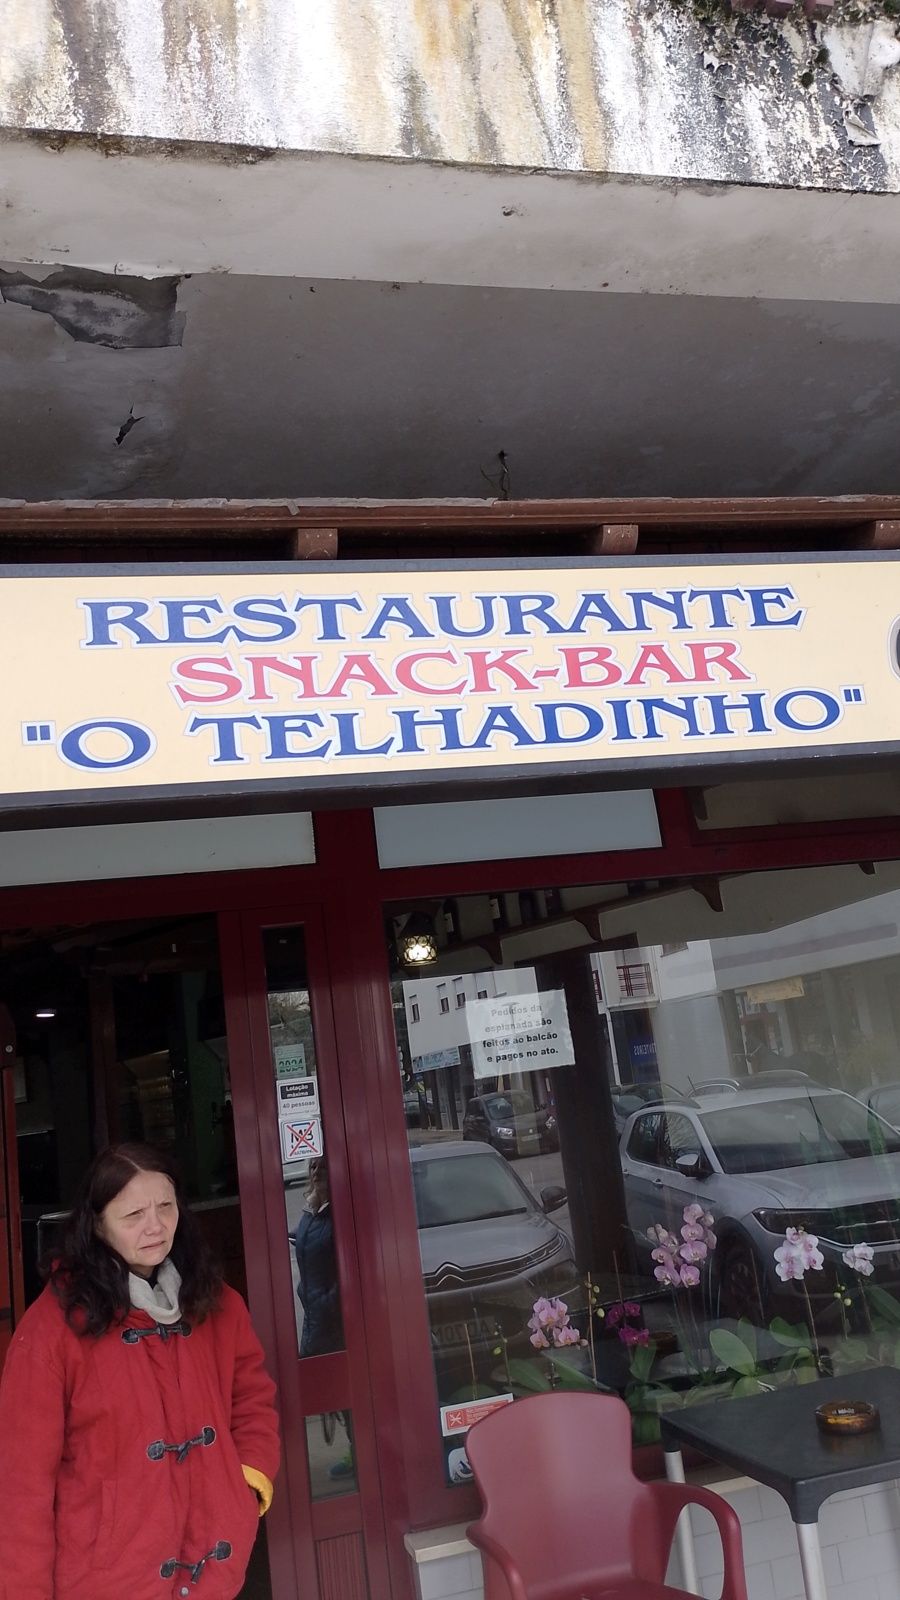 RESTAURANTE
SNACK-BAR
"O TELHADINHO"
Pedidos da
esplanada são
feitos ao balcão
e pagos no ato.
2024
Lotação
máxima
40 pessoas
MB